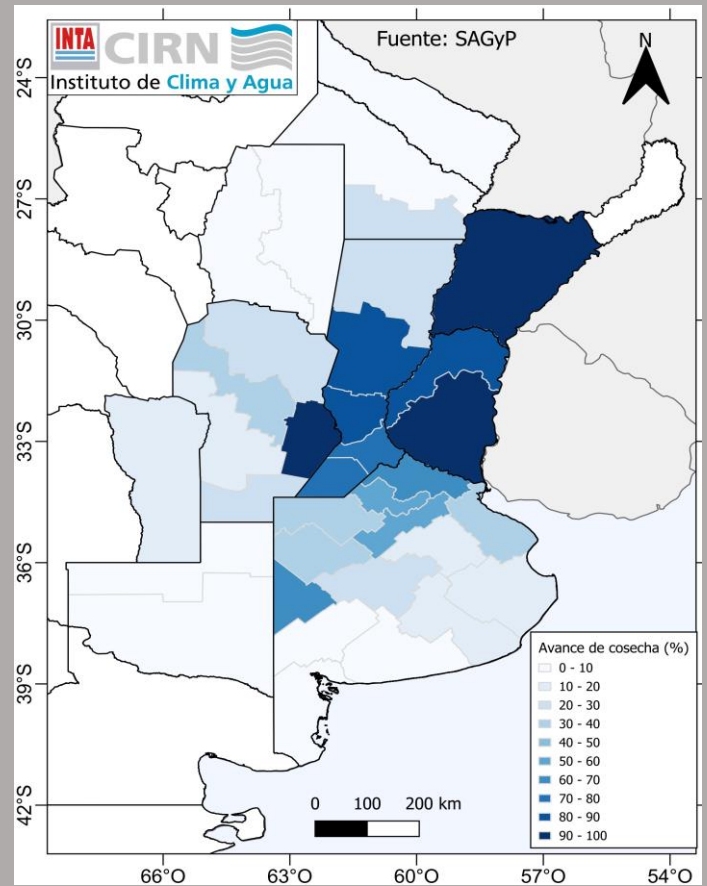 INTA CIRN
Instituto de Clima y Agua
Fuente: SAGyP
N
24°S
27°S
30°S
33°S
36°S
39°S
42°S
Avance de cosecha (%)
0 - 10
10 - 20
20 - 30
30 - 40
40 - 50
50 - 60
60 - 70
70 - 80
80 - 90
90 - 100
0 100 200 km
66°O 63°O 60°O 57°O 54°O